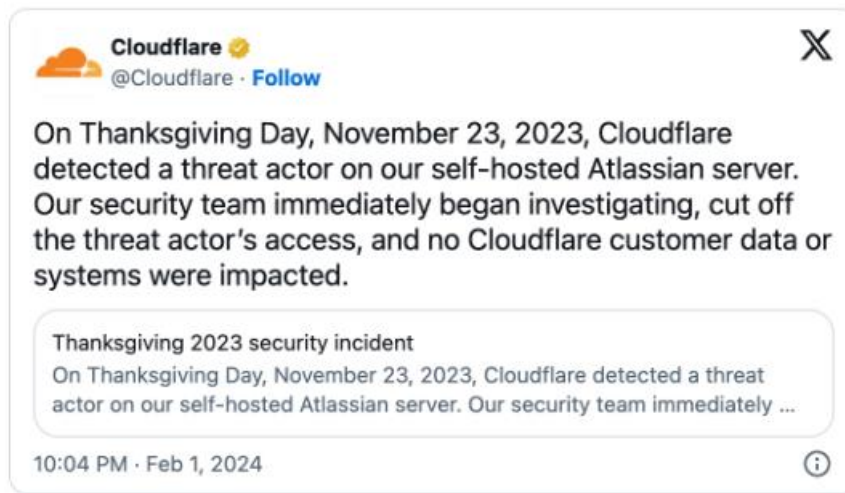 Cloudflare
@Cloudflare · Follow
On Thanksgiving Day, November 23, 2023, Cloudflare
detected a threat actor on our self-hosted Atlassian server.
Our security team immediately began investigating, cut off
the threat actor's access, and no Cloudflare customer data or
systems were impacted.
Thanksgiving 2023 security incident
On Thanksgiving Day, November 23, 2023, Cloudflare detected a threat
actor on our self-hosted Atlassian server. Our security team immediately ...
10:04 PM · Feb 1, 2024